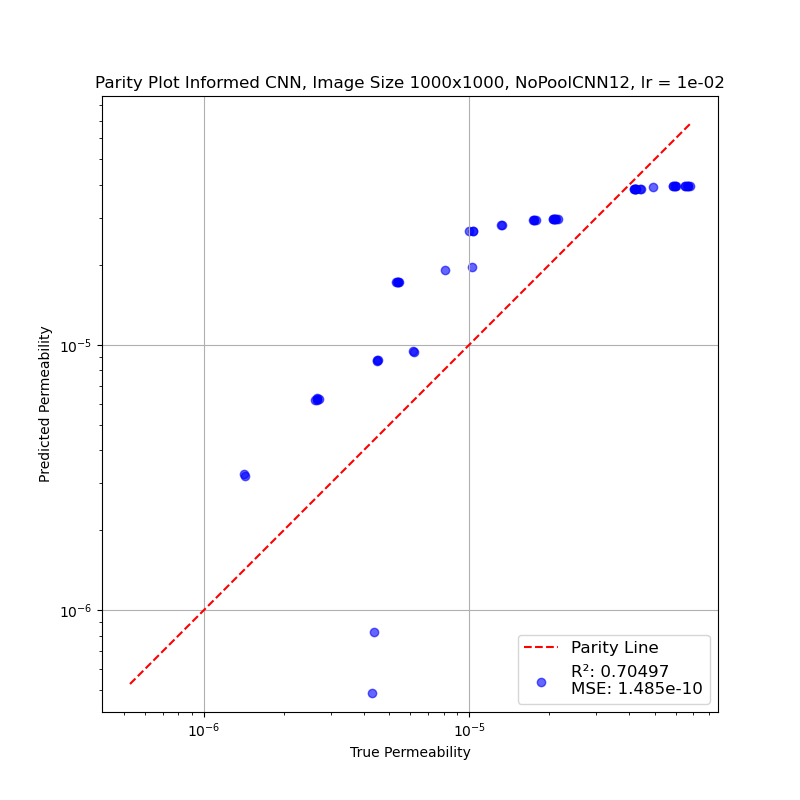 Parity Plot Informed CNN, Image Size 1000x1000, NoPoolCNN12, lr = 1e-02
Predicted Permeability
10⁻⁵
10⁻⁶
Parity Line
R²: 0.70497
MSE: 1.485e-10
10⁻⁶ 10⁻⁵
True Permeability